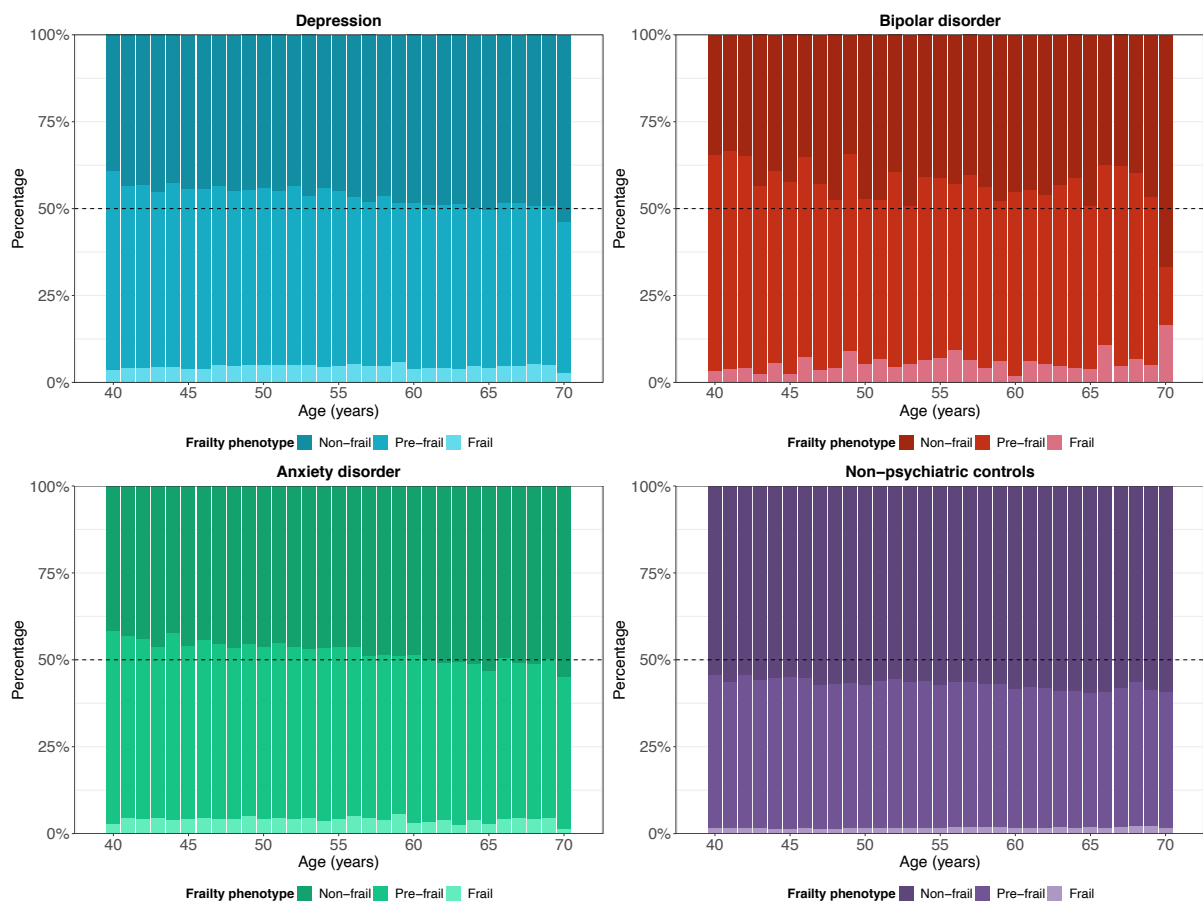 Depression
100%
75%
50%
25%
0%
Percentage
40 45 50 55 60 65 70
Age (years)
Frailty phenotype Non−frail Pre−frail Frail
Bipolar disorder
100%
75%
50%
25%
0%
Percentage
40 45 50 55 60 65 70
Age (years)
Frailty phenotype Non−frail Pre−frail Frail
Anxiety disorder
100%
75%
50%
25%
0%
Percentage
40 45 50 55 60 65 70
Age (years)
Frailty phenotype Non−frail Pre−frail Frail
Non−psychiatric controls
100%
75%
50%
25%
0%
Percentage
40 45 50 55 60 65 70
Age (years)
Frailty phenotype Non−frail Pre−frail Frail